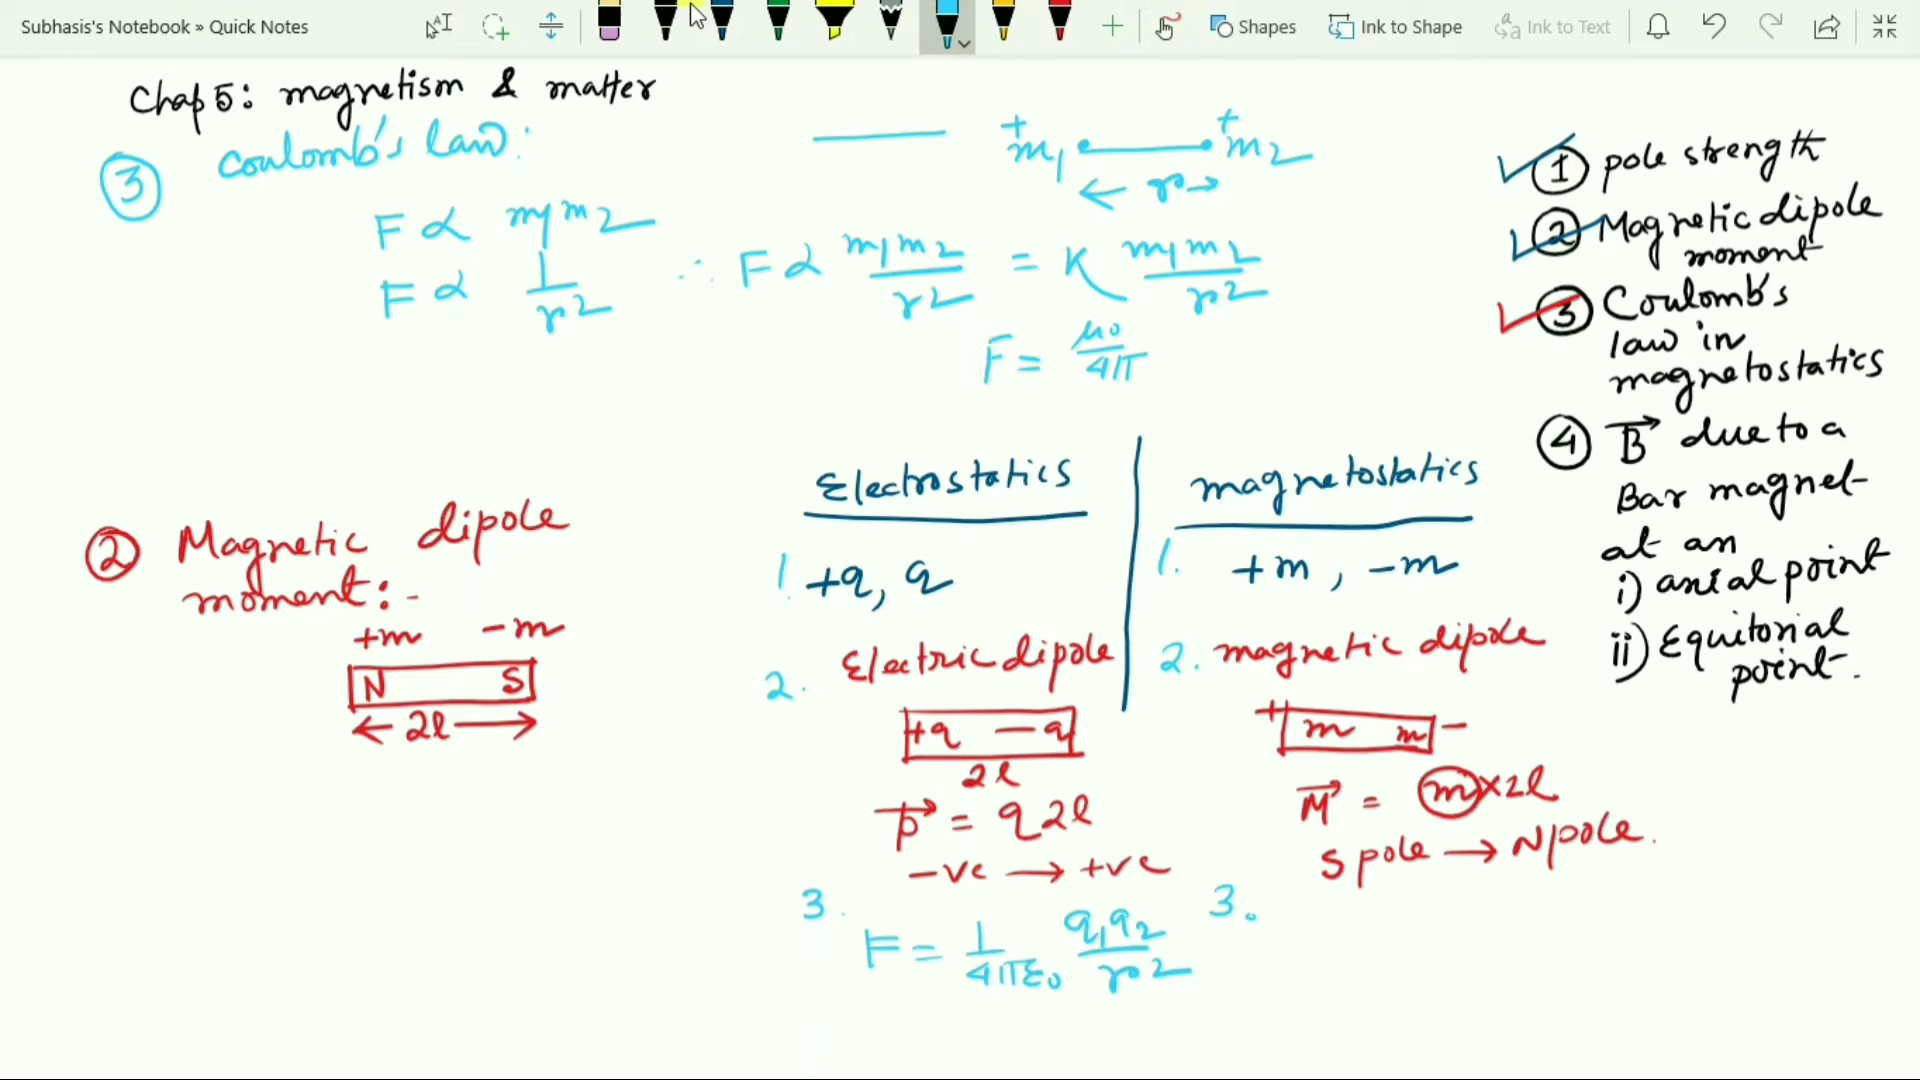 Subhasis's Notebook » Quick Notes
Shapes
Ink to Shape
Ink to Text
Chap 5: magnetism & matter
③ Coulomb's law:
+m1 +m2
← r →
F ∝ m1m2
F ∝ 1/r2
∴ F ∝ m1m2/r2 = K m1m2/r2
F = μ0/4π
② Magnetic dipole
moment:-
+m -m
N S
← 2l →
Electrostatics
1. +q, q
2. Electric dipole
+q -q
2l
p⃗ = q2l
-ve → +ve
3. F = 1/4πε0 q1q2/r2
magnetostatics
1. +m, -m
2. magnetic dipole
+ m m -
M⃗ = m×2l
S pole → N pole.
3.
① pole strength
② Magnetic dipole
moment
③ Coulomb's
law in
magnetostatics
④ B⃗ due to a
Bar magnet
at an
i) axial point
ii) Equitorial
point.